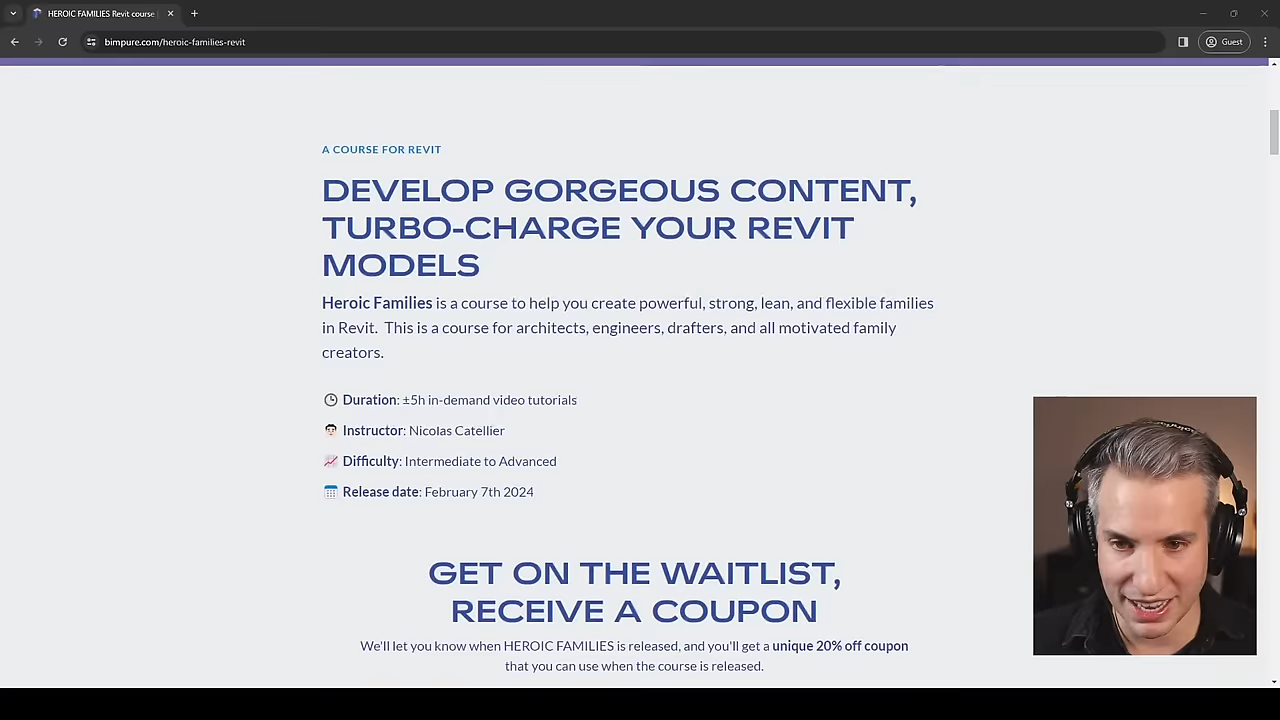 HEROIC FAMILIES Revit course |
bimpure.com/heroic-families-revit
Guest
A COURSE FOR REVIT
DEVELOP GORGEOUS CONTENT,
TURBO-CHARGE YOUR REVIT
MODELS
Heroic Families is a course to help you create powerful, strong, lean, and flexible families
in Revit. This is a course for architects, engineers, drafters, and all motivated family
creators.
Duration: ±5h in-demand video tutorials
Instructor: Nicolas Catellier
Difficulty: Intermediate to Advanced
Release date: February 7th 2024
GET ON THE WAITLIST,
RECEIVE A COUPON
We'll let you know when HEROIC FAMILIES is released, and you'll get a unique 20% off coupon
that you can use when the course is released.